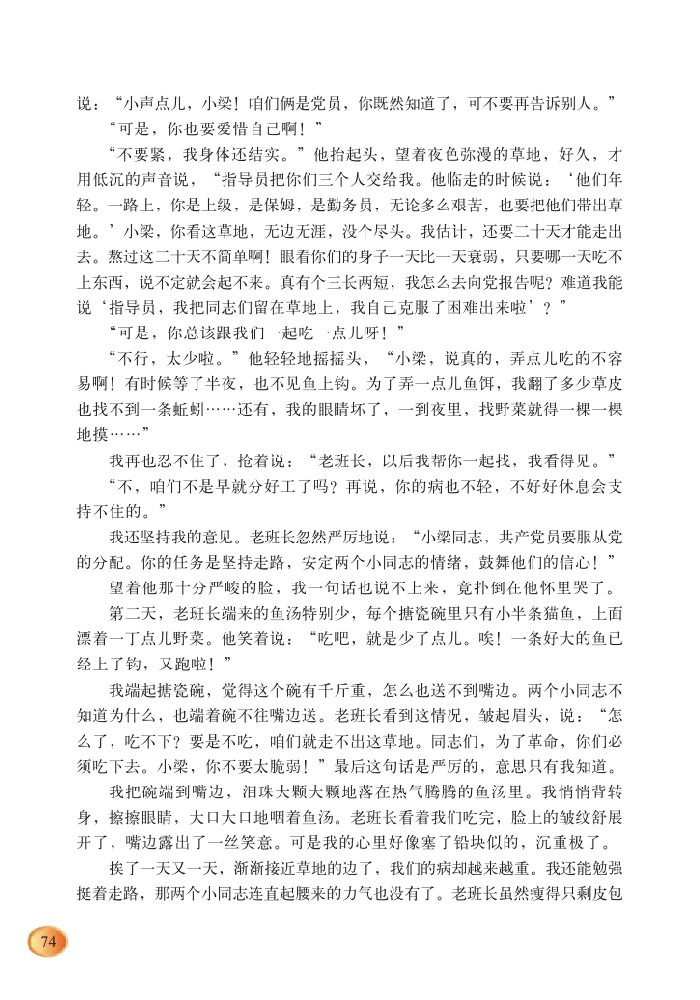 说：“小声点儿，小梁！咱们俩是党员，你既然知道了，可不要再告诉别人。”
“可是，你也要爱惜自己啊！”
“不要紧，我身体还结实。”他抬起头，望着夜色弥漫的草地，好久，才
用低沉的声音说，“指导员把你们三个人交给我。他临走的时候说：‘他们年
轻。一路上，你是上级，是保姆，是勤务员，无论多么艰苦，也要把他们带出草
地。’小梁，你看这草地，无边无涯，没个尽头。我估计，还要二十天才能走出
去。熬过这二十天不简单啊！眼看你们的身子一天比一天衰弱，只要哪一天吃不
上东西，说不定就会起不来。真有个三长两短，我怎么去向党报告呢？难道我能
说‘指导员，我把同志们留在草地上，我自己克服了困难出来啦’？”
“可是，你总该跟我们一起吃一点儿呀！”
“不行，太少啦。”他轻轻地摇摇头，“小梁，说真的，弄点儿吃的不容
易啊！有时候等了半夜，也不见鱼上钩。为了弄一点儿鱼饵，我翻了多少草皮
也找不到一条蚯蚓……还有，我的眼睛坏了，一到夜里，找野菜就得一棵一棵
地摸……”
我再也忍不住了，抢着说：“老班长，以后我帮你一起找，我看得见。”
“不，咱们不是早就分好工了吗？再说，你的病也不轻，不好好休息会支
持不住的。”
我还坚持我的意见。老班长忽然严厉地说：“小梁同志，共产党员要服从党
的分配。你的任务是坚持走路，安定两个小同志的情绪，鼓舞他们的信心！”
望着他那十分严峻的脸，我一句话也说不上来，竟扑倒在他怀里哭了。
第二天，老班长端来的鱼汤特别少，每个搪瓷碗里只有小半条猫鱼，上面
漂着一丁点儿野菜。他笑着说：“吃吧，就是少了点儿。唉！一条好大的鱼已
经上了钩，又跑啦！”
我端起搪瓷碗，觉得这个碗有千斤重，怎么也送不到嘴边。两个小同志不
知道为什么，也端着碗不往嘴边送。老班长看到这情况，皱起眉头，说：“怎
么了，吃不下？要是不吃，咱们就走不出这草地。同志们，为了革命，你们必
须吃下去。小梁，你不要太脆弱！”最后这句话是严厉的，意思只有我知道。
我把碗端到嘴边，泪珠大颗大颗地落在热气腾腾的鱼汤里。我悄悄背转
身，擦擦眼睛，大口大口地咽着鱼汤。老班长看着我们吃完，脸上的皱纹舒展
开了，嘴边露出了一丝笑意。可是我的心里好像塞了铅块似的，沉重极了。
挨了一天又一天，渐渐接近草地的边了，我们的病却越来越重。我还能勉强
挺着走路，那两个小同志连直起腰来的力气也没有了。老班长虽然瘦得只剩皮包
74